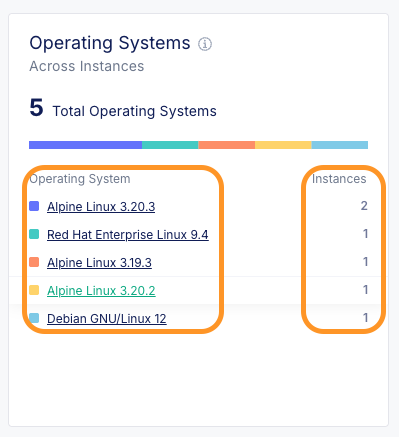 Operating Systems
Across Instances
5 Total Operating Systems
Operating System Instances
Alpine Linux 3.20.3 2
Red Hat Enterprise Linux 9.4 1
Alpine Linux 3.19.3 1
Alpine Linux 3.20.2 1
Debian GNU/Linux 12 1